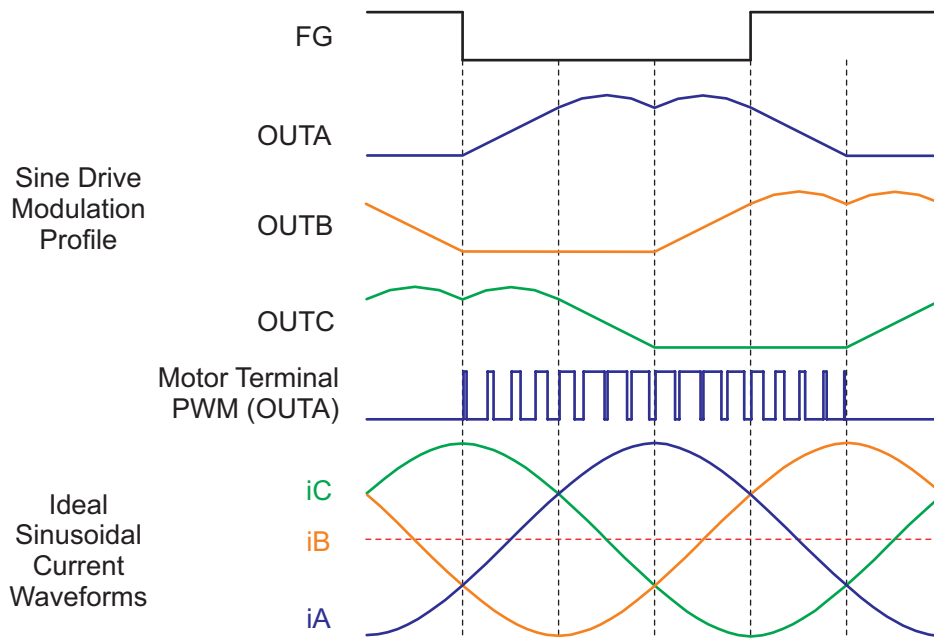 FG
OUTA
Sine Drive
Modulation
Profile
OUTB
OUTC
Motor Terminal
PWM (OUTA)
Ideal
Sinusoidal
Current
Waveforms
iC
iB
iA